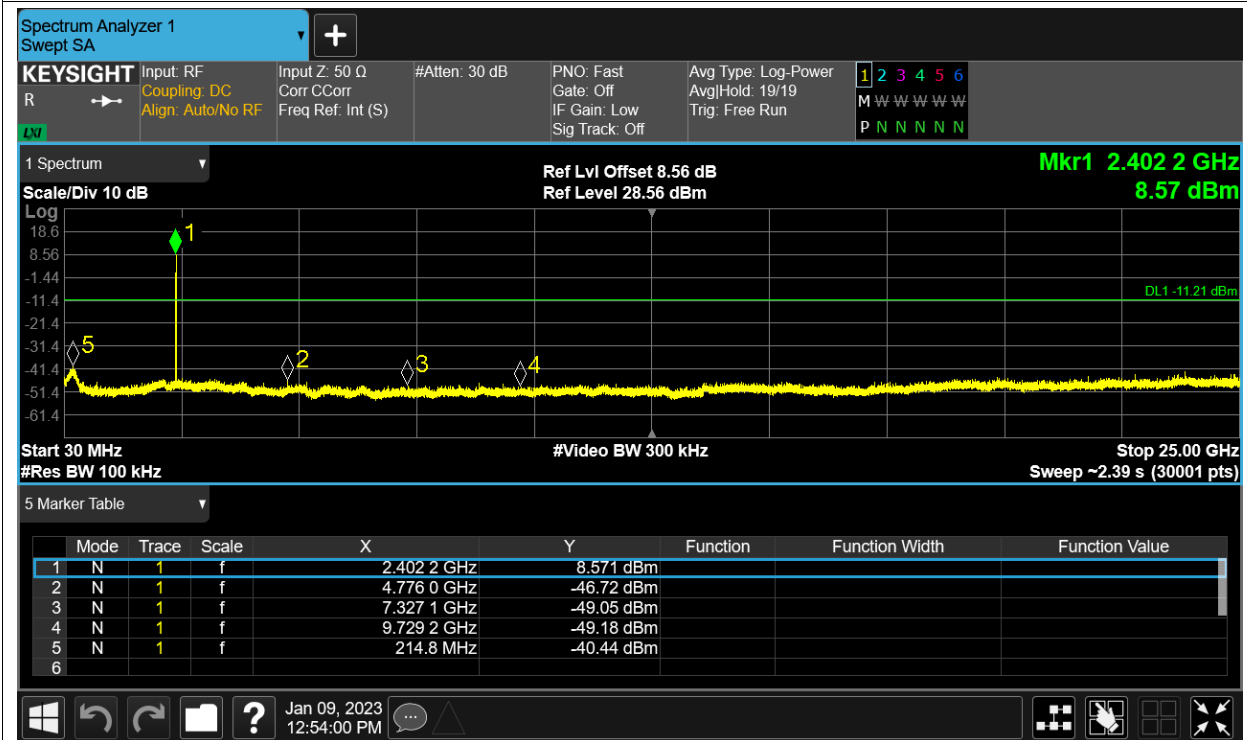 Spectrum Analyzer 1
Swept SA
+
KEYSIGHT
R
LXI
Input: RF
Coupling: DC
Align: Auto/No RF
Input Z: 50 Ω
Corr CCorr
Freq Ref: Int (S)
#Atten: 30 dB
PNO: Fast
Gate: Off
IF Gain: Low
Sig Track: Off
Avg Type: Log-Power
Avg|Hold: 19/19
Trig: Free Run
1 2 3 4 5 6
M W W W W W
P N N N N N
1 Spectrum
Scale/Div 10 dB
Ref Lvl Offset 8.56 dB
Ref Level 28.56 dBm
Mkr1 2.402 2 GHz
8.57 dBm
Log
18.6
8.56
-1.44
-11.4
-21.4
-31.4
-41.4
-51.4
-61.4
1
DL1 -11.21 dBm
5
2
3
4
Start 30 MHz
#Video BW 300 kHz
Stop 25.00 GHz
#Res BW 100 kHz
Sweep ~2.39 s (30001 pts)
5 Marker Table
Mode Trace Scale X Y Function Function Width Function Value
1 N 1 f 2.402 2 GHz 8.571 dBm
2 N 1 f 4.776 0 GHz -46.72 dBm
3 N 1 f 7.327 1 GHz -49.05 dBm
4 N 1 f 9.729 2 GHz -49.18 dBm
5 N 1 f 214.8 MHz -40.44 dBm
6
?
Jan 09, 2023
12:54:00 PM